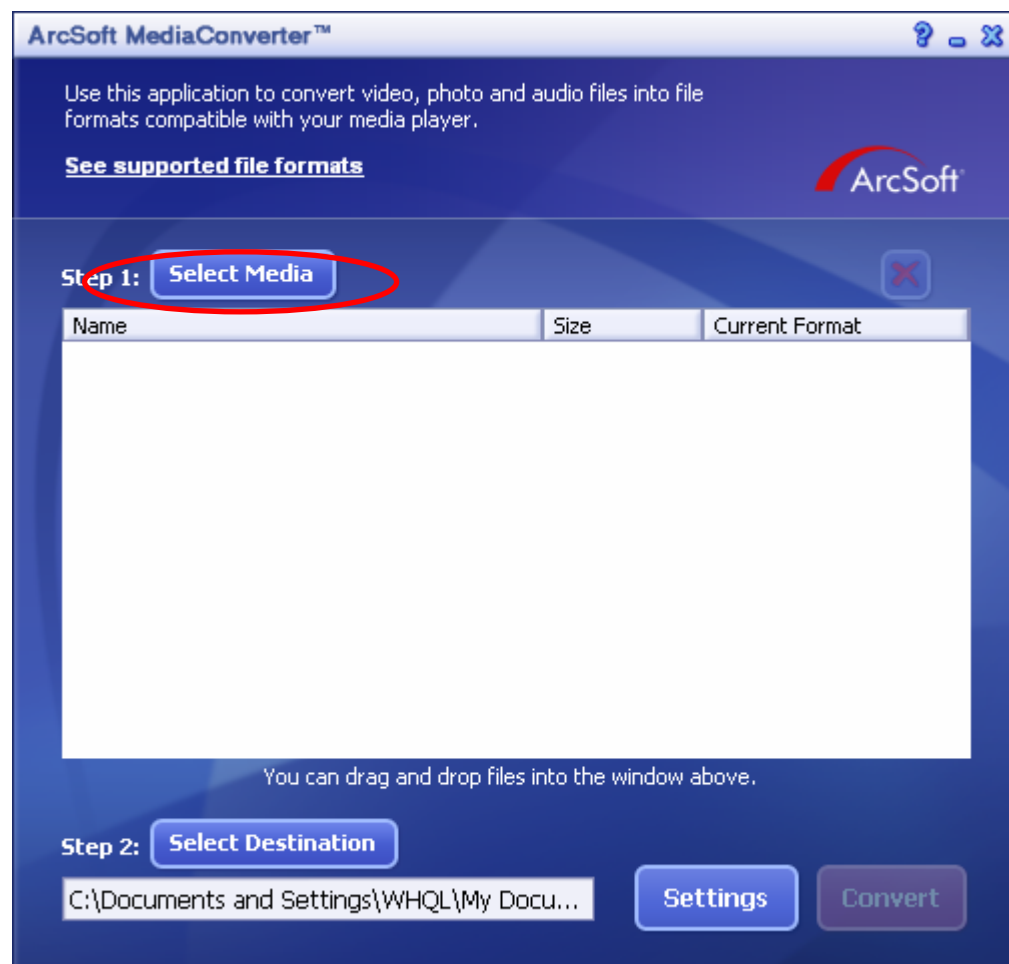 ArcSoft MediaConverter™
Use this application to convert video, photo and audio files into file
formats compatible with your media player.
See supported file formats
ArcSoft
Step 1: Select Media
Name Size Current Format
You can drag and drop files into the window above.
Step 2: Select Destination
C:\Documents and Settings\WHQL\My Docu...
Settings Convert